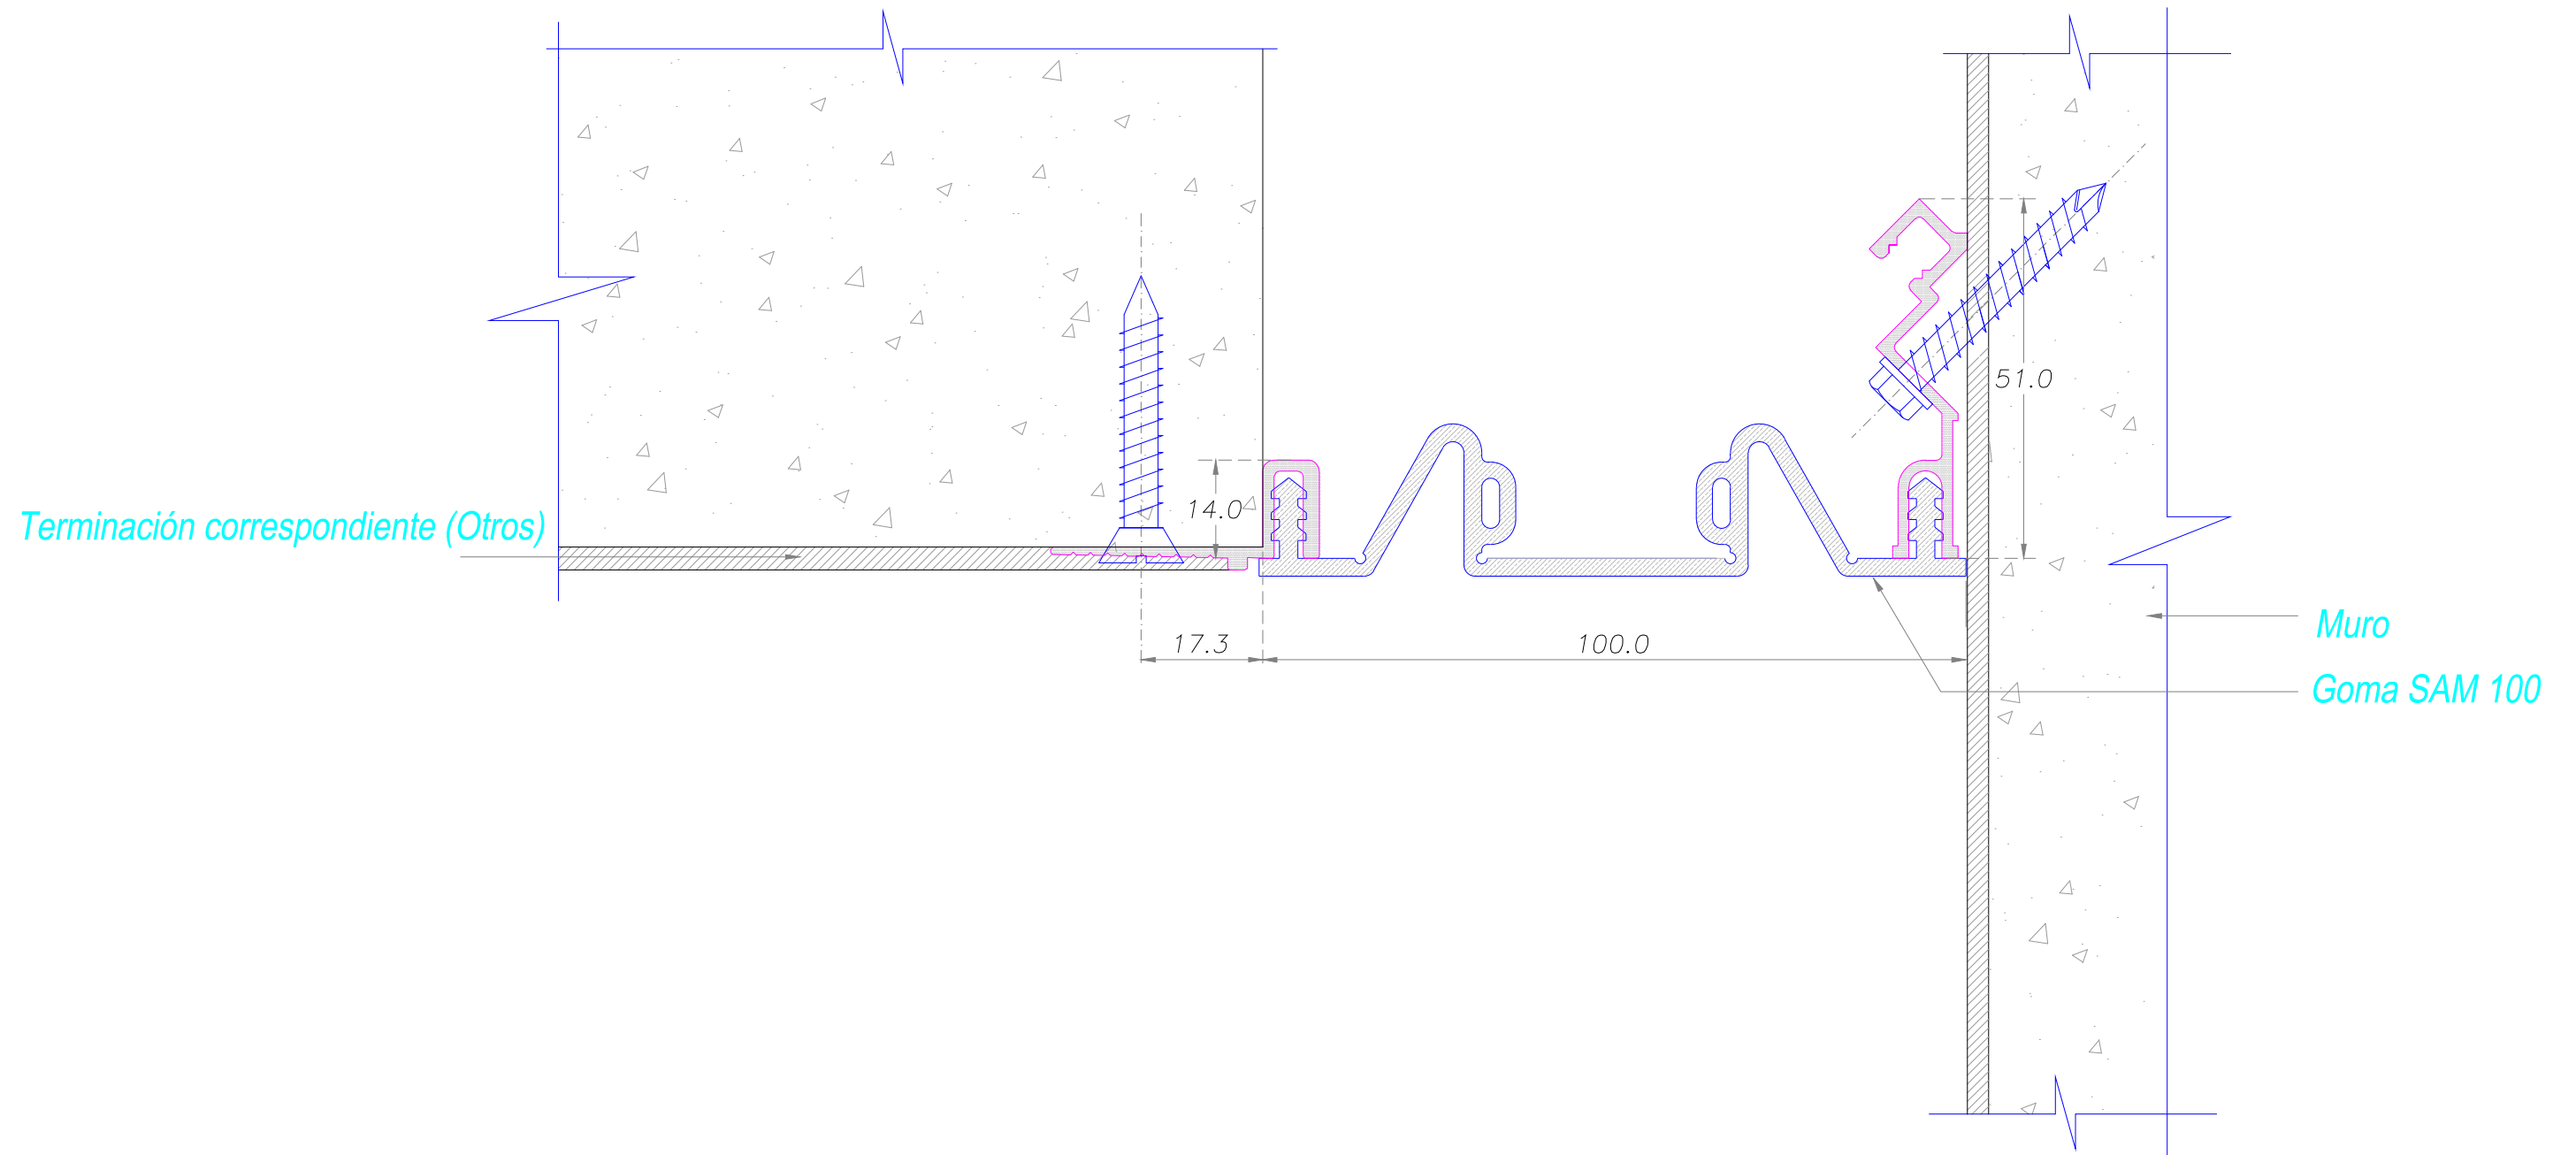 51.0
14.0
Terminación correspondiente (Otros)
Muro
17.3
100.0
Goma SAM 100